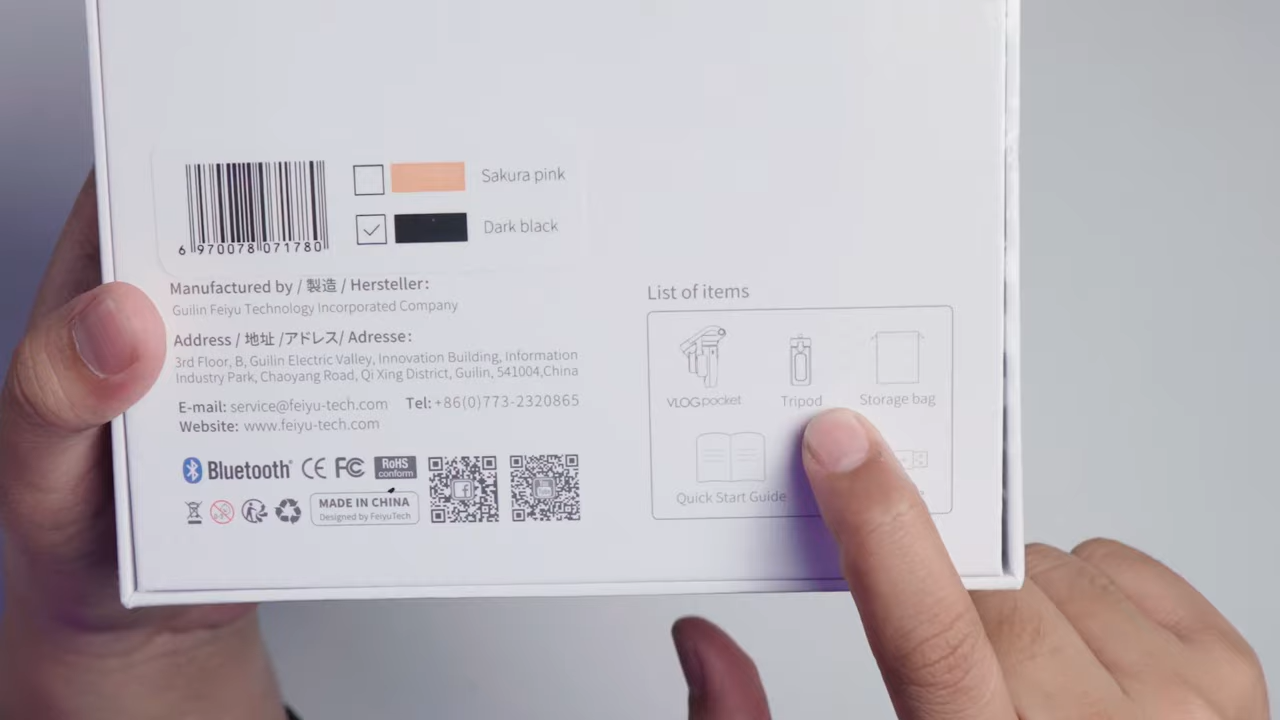 Sakura pink
Dark black
6 970078 071780
Manufactured by / 製造 / Hersteller:
Guilin Feiyu Technology Incorporated Company
Address / 地址 /アドレス/ Adresse:
3rd Floor, B, Guilin Electric Valley, Innovation Building, Information
Industry Park, Chaoyang Road, Qi Xing District, Guilin, 541004,China
E-mail: service@feiyu-tech.com Tel: +86(0)773-2320865
Website: www.feiyu-tech.com
Bluetooth® CE FC RoHS
conform
MADE IN CHINA
Designed by FeiyuTech
List of items
VLOG pocket Tripod Storage bag
Quick Start Guide